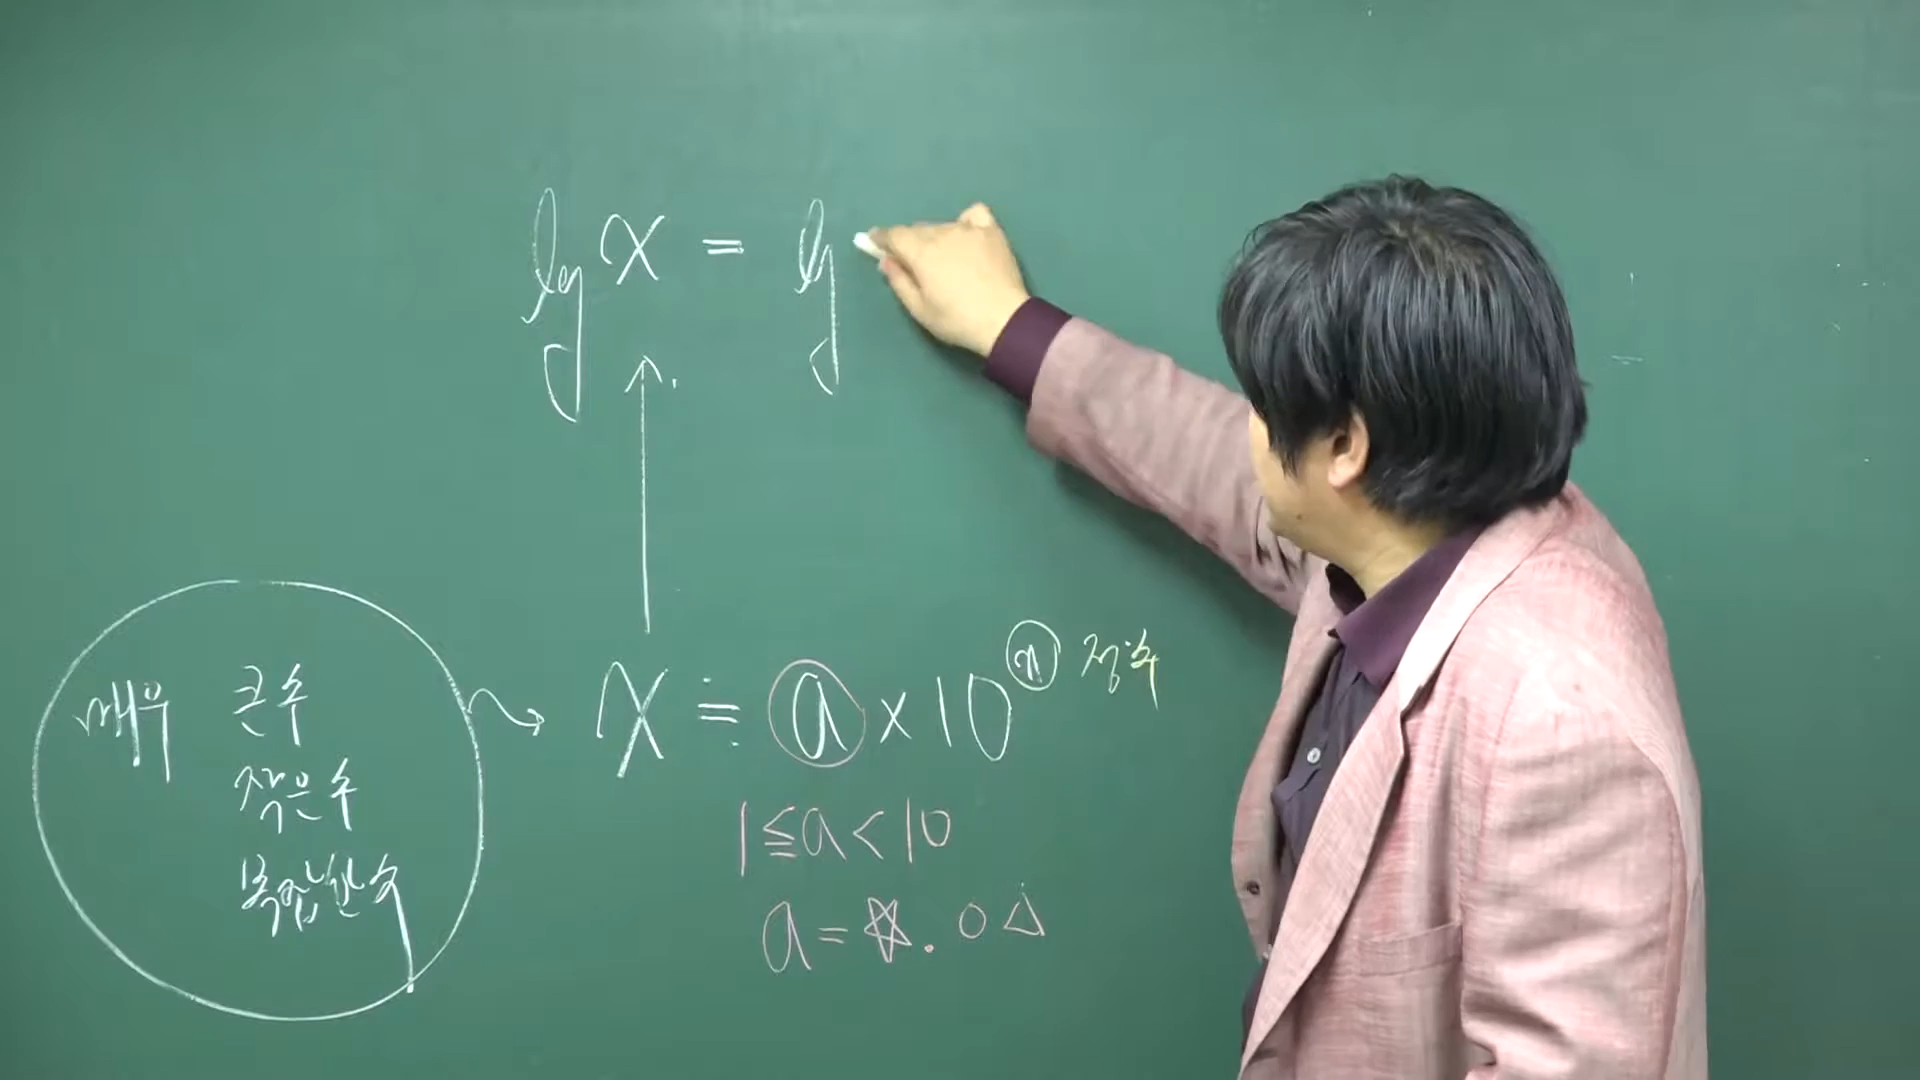 log x = log
매우 큰수
작은수
복잡한수
x ≒ a × 10ⁿ 정수
1 ≦ a < 10
a = ☆. ○△